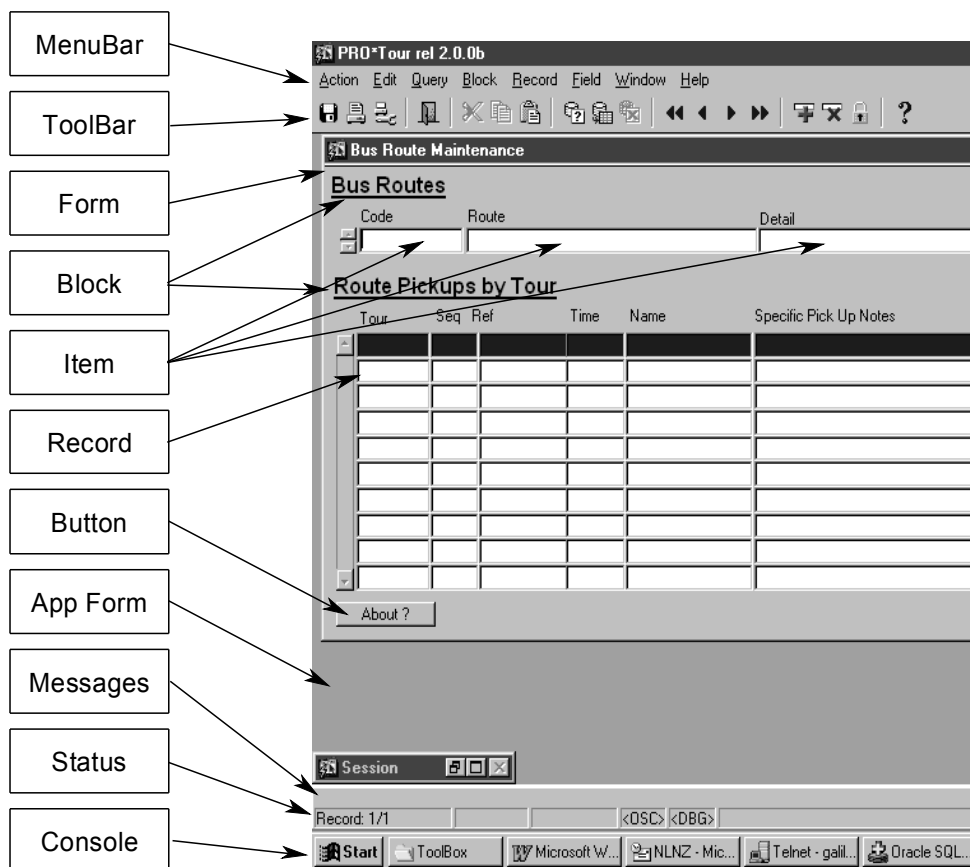 MenuBar
ToolBar
Form
Block
Item
Record
Button
App Form
Messages
Status
Console
PRO*Tour rel 2.0.0b
Action Edit Query Block Record Field Window Help
?
Bus Route Maintenance
Bus Routes
Code Route Detail
Route Pickups by Tour
Tour Seq Ref Time Name Specific Pick Up Notes
About ?
Session
Record: 1/1 <OSC> <DBG>
Start ToolBox Microsoft W... NLNZ - Mic... Telnet - galil... Oracle SQL...